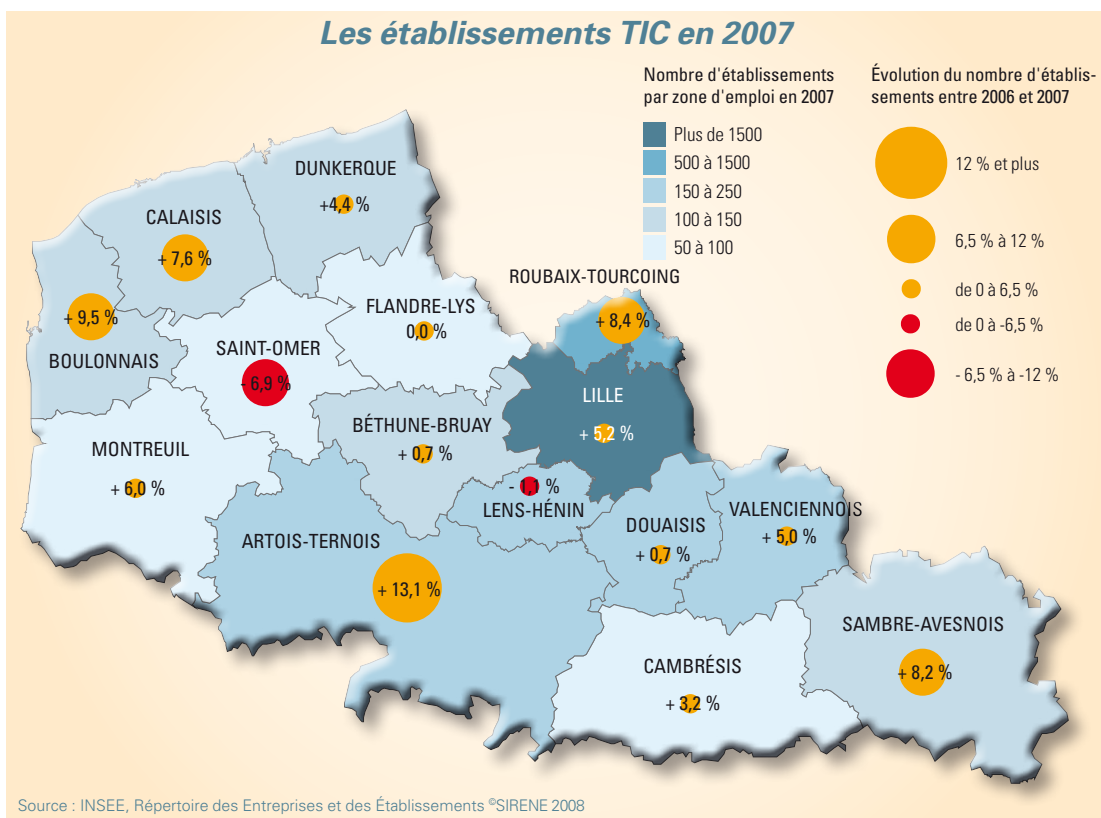 Les établissements TIC en 2007
Nombre d'établissements
par zone d'emploi en 2007
Plus de 1500
500 à 1500
150 à 250
100 à 150
50 à 100
Évolution du nombre d'établis-
sements entre 2006 et 2007
12 % et plus
6,5 % à 12 %
de 0 à 6,5 %
de 0 à -6,5 %
- 6,5 % à -12 %
DUNKERQUE
+4,4 %
CALAISIS
+ 7,6 %
ROUBAIX-TOURCOING
+ 8,4 %
FLANDRE-LYS
0,0 %
+ 9,5 %
BOULONNAIS
SAINT-OMER
- 6,9 %
LILLE
+ 5,2 %
BÉTHUNE-BRUAY
+ 0,7 %
MONTREUIL
+ 6,0 %
- 1,1 %
LENS-HÉNIN
DOUAISIS
+ 0,7 %
VALENCIENNOIS
+ 5,0 %
ARTOIS-TERNOIS
+ 13,1 %
SAMBRE-AVESNOIS
+ 8,2 %
CAMBRÉSIS
+ 3,2 %
Source : INSEE, Répertoire des Entreprises et des Établissements ©SIRENE 2008